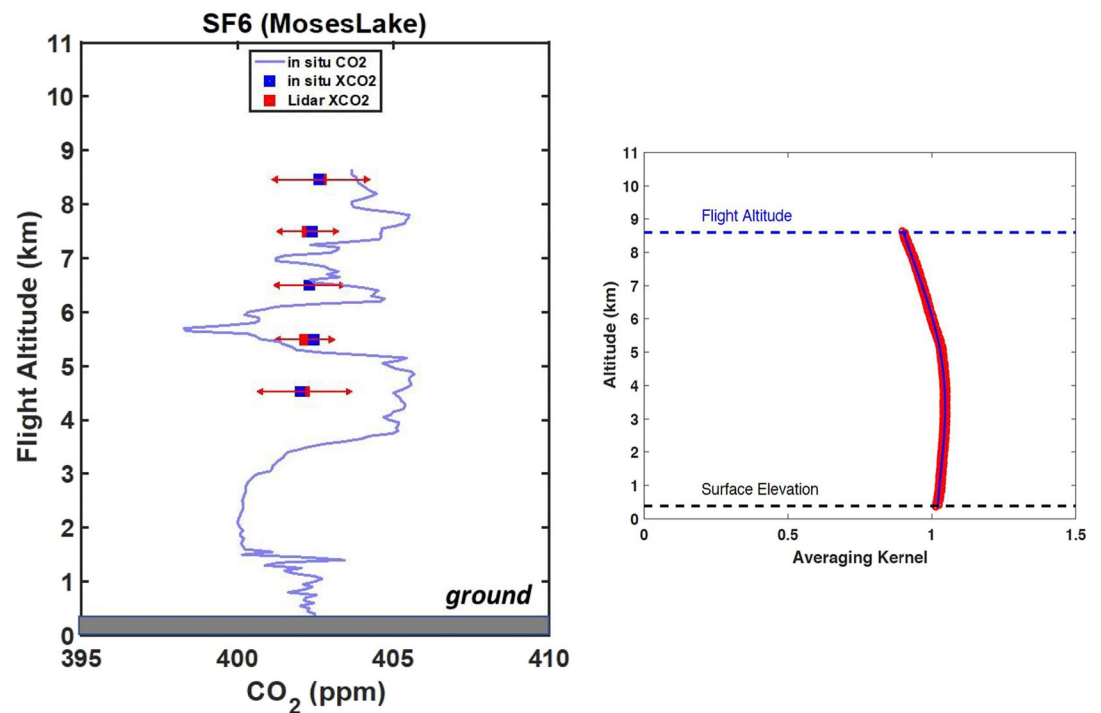 SF6 (MosesLake)
11
10
9
8
7
6
5
4
3
2
1
0
Flight Altitude (km)
in situ CO2
in situ XCO2
Lidar XCO2
ground
395
400
405
410
CO2 (ppm)
11
10
9
8
7
6
5
4
3
2
1
0
Altitude (km)
Flight Altitude
Surface Elevation
0
0.5
1
1.5
Averaging Kernel